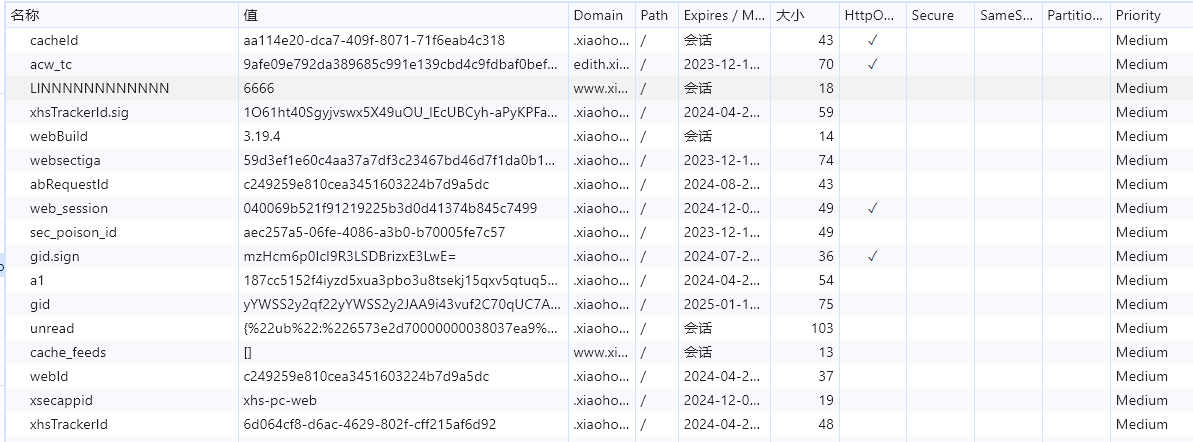 名称 值 Domain Path Expires / M... 大小 HttpO... Secure SameS... Partitio... Priority
cacheId aa114e20-dca7-409f-8071-71f6eab4c318 .xiaoho... / 会话 43 ✓ Medium
acw_tc 9afe09e792da389685c991e139cbd4c9fdbaf0bef... edith.xi... / 2023-12-1... 70 ✓ Medium
LINNNNNNNNNNNN 6666 www.xi... / 会话 18 Medium
xhsTrackerId.sig 1O61ht40Sgyjvswx5X49uOU_lEcUBCyh-aPyKPFa... .xiaoho... / 2024-04-2... 59 Medium
webBuild 3.19.4 .xiaoho... / 会话 14 Medium
websectiga 59d3ef1e60c4aa37a7df3c23467bd46d7f1da0b1... .xiaoho... / 2023-12-1... 74 Medium
abRequestId c249259e810cea3451603224b7d9a5dc .xiaoho... / 2024-08-2... 43 Medium
web_session 040069b521f91219225b3d0d41374b845c7499 .xiaoho... / 2024-12-0... 49 ✓ Medium
sec_poison_id aec257a5-06fe-4086-a3b0-b70005fe7c57 .xiaoho... / 2023-12-1... 49 Medium
gid.sign mzHcm6p0IcI9R3LSDBrizxE3LwE= .xiaoho... / 2024-07-2... 36 ✓ Medium
a1 187cc5152f4iyzd5xua3pbo3u8tsekj15qxv5qtuq5... .xiaoho... / 2024-04-2... 54 Medium
gid yYWSS2y2qf22yYWSS2y2JAA9i43vuf2C70qUC7A... .xiaoho... / 2025-01-1... 75 Medium
unread {%22ub%22:%226573e2d70000000038037ea9%... .xiaoho... / 会话 103 Medium
cache_feeds [] www.xi... / 会话 13 Medium
webId c249259e810cea3451603224b7d9a5dc .xiaoho... / 2024-04-2... 37 Medium
xsecappid xhs-pc-web .xiaoho... / 2024-12-0... 19 Medium
xhsTrackerId 6d064cf8-d6ac-4629-802f-cff215af6d92 .xiaoho... / 2024-04-2... 48 Medium